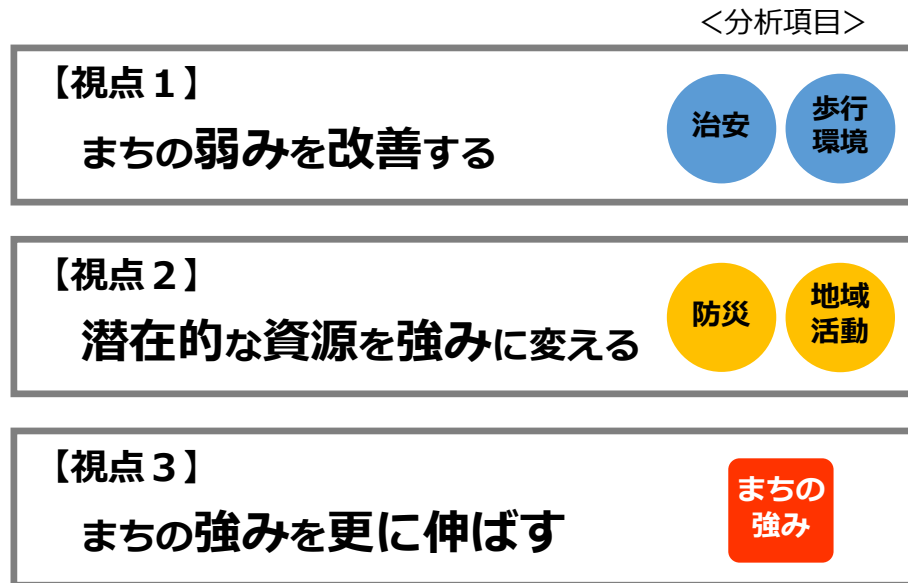 ＜分析項目＞
【視点１】
まちの弱みを改善する
治安
歩行
環境
【視点２】
潜在的な資源を強みに変える
防災
地域
活動
【視点３】
まちの強みを更に伸ばす
まちの
強み